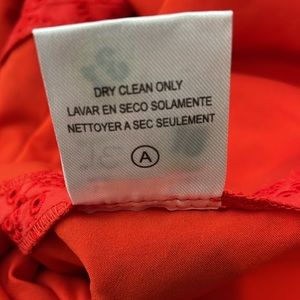 DRY CLEAN ONLY
LAVAR EN SECO SOLAMENTE
NETTOYER A SEC SEULEMENT
A